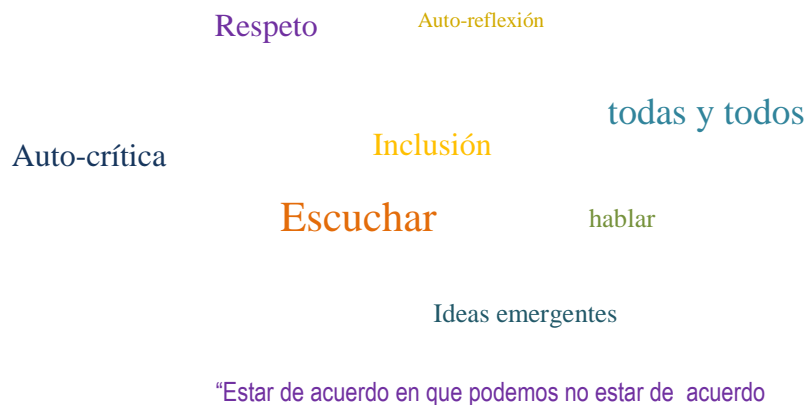 Respeto
Auto-reflexión
todas y todos
Inclusión
Auto-crítica
Escuchar
hablar
Ideas emergentes
“Estar de acuerdo en que podemos no estar de acuerdo